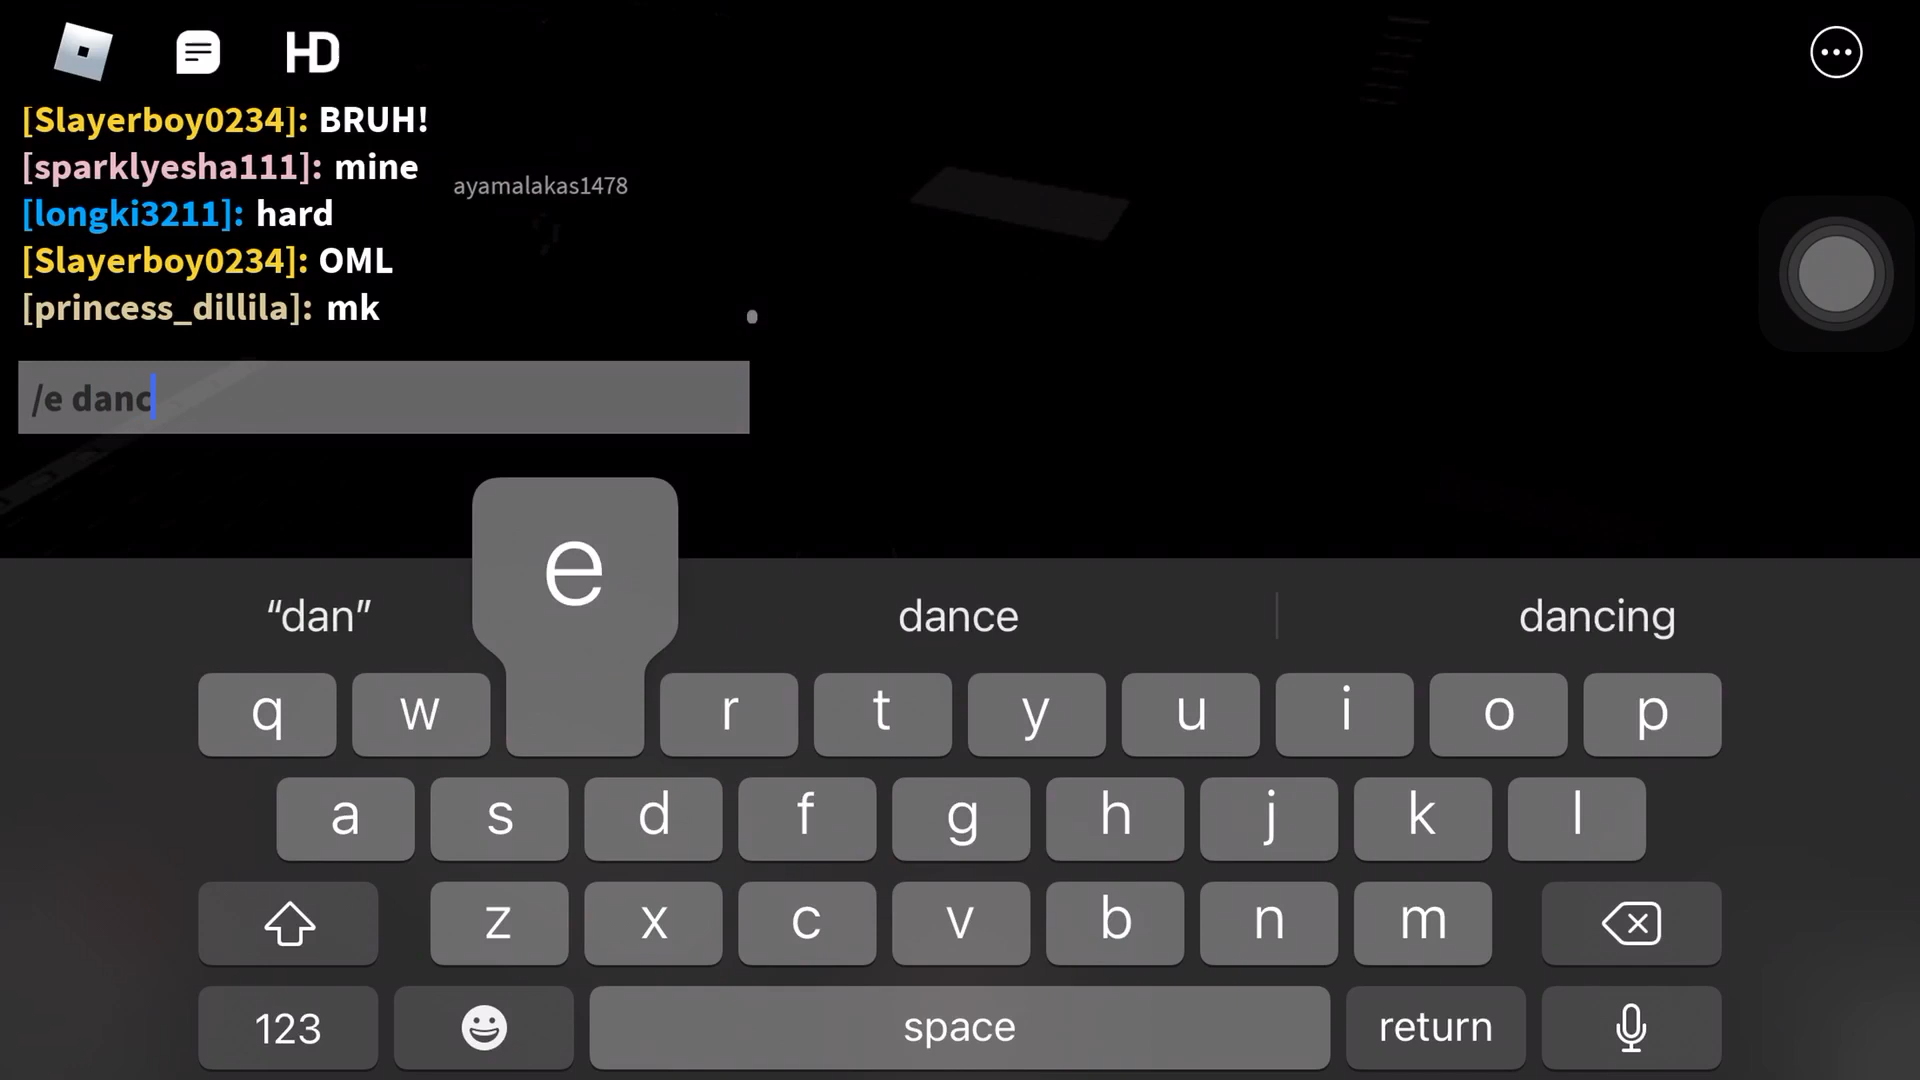 HD
[Slayerboy0234]: BRUH!
[sparklyesha111]: mine
ayamalakas1478
[longki3211]: hard
[Slayerboy0234]: OML
[princess_dillila]: mk
/e danc
e
“dan” dance dancing
q w r t y u i o p
a s d f g h j k l
z x c v b n m
123 space return